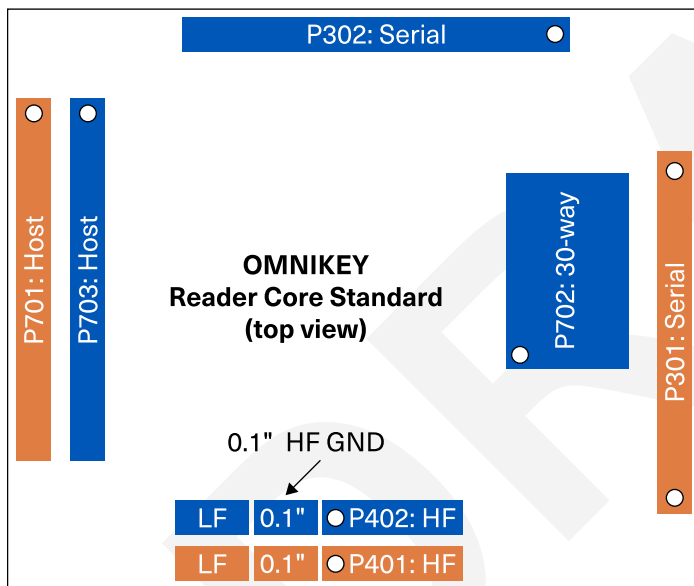 P302: Serial
P701: Host
P703: Host
OMNIKEY
Reader Core Standard
(top view)
P702: 30-way
P301: Serial
0.1" HF GND
LF 0.1" P402: HF
LF 0.1" P401: HF